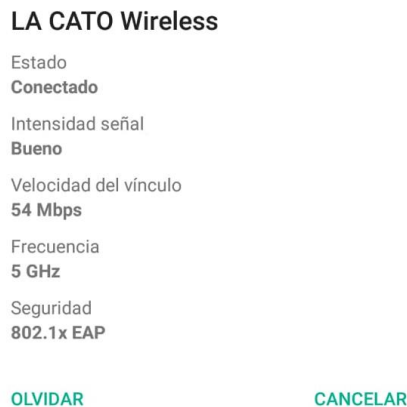 LA CATO Wireless
Estado
Conectado
Intensidad señal
Bueno
Velocidad del vínculo
54 Mbps
Frecuencia
5 GHz
Seguridad
802.1x EAP
OLVIDAR CANCELAR